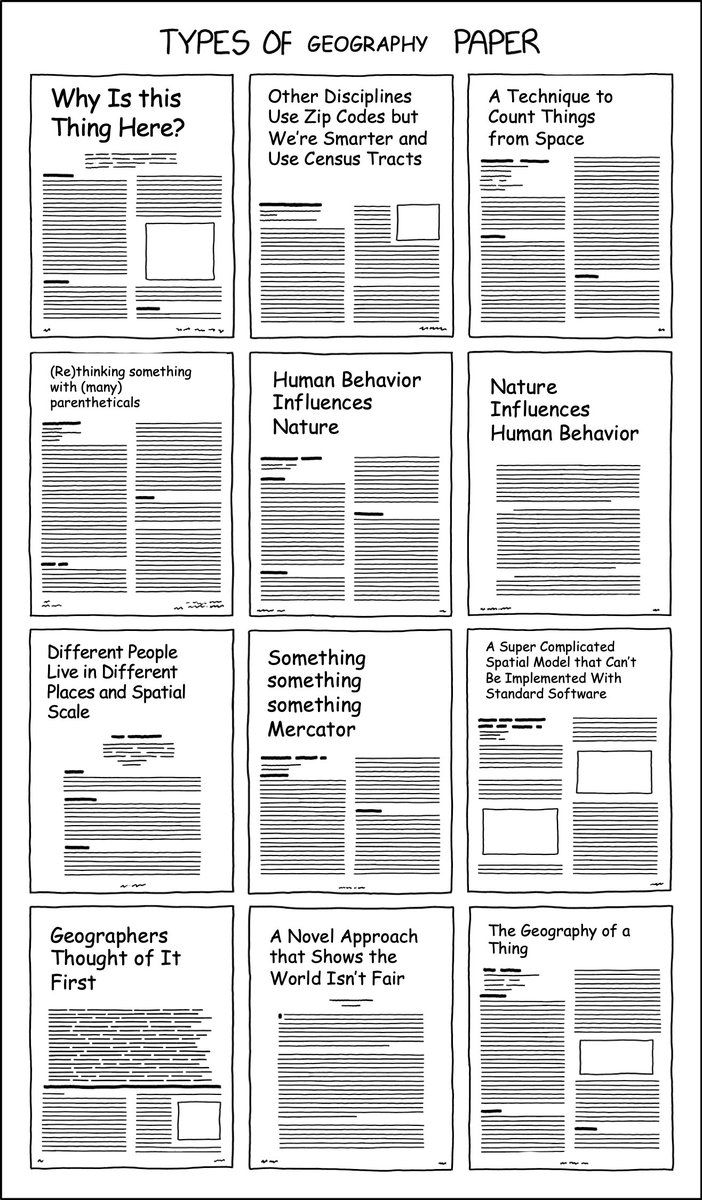 TYPES OF GEOGRAPHY PAPER
Why Is this
Thing Here?
Other Disciplines
Use Zip Codes but
We're Smarter and
Use Census Tracts
A Technique to
Count Things
from Space
(Re)thinking something
with (many)
parentheticals
Human Behavior
Influences
Nature
Nature
Influences
Human Behavior
Different People
Live in Different
Places and Spatial
Scale
Something
something
something
Mercator
A Super Complicated
Spatial Model that Can't
Be Implemented With
Standard Software
Geographers
Thought of It
First
A Novel Approach
that Shows the
World Isn't Fair
The Geography of a
Thing